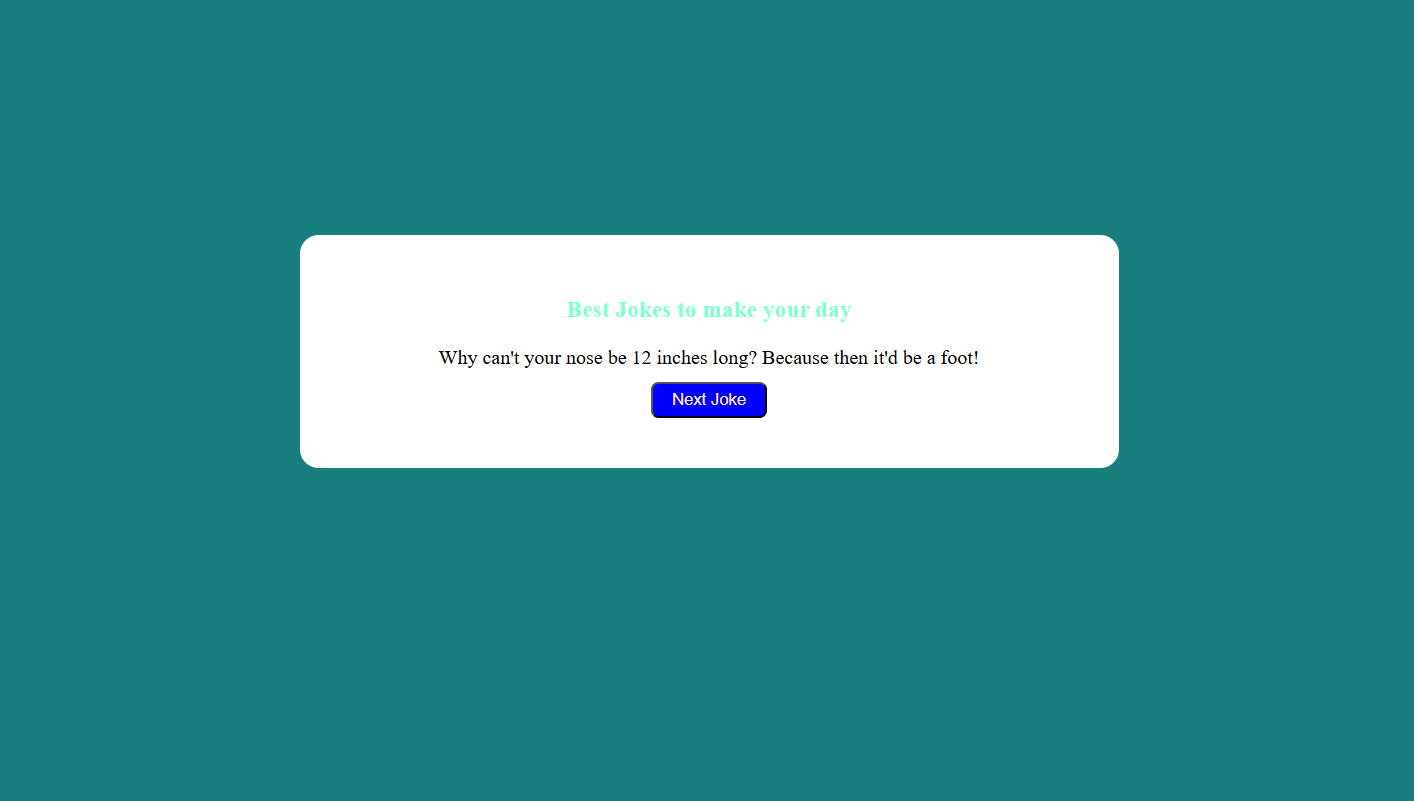 Best Jokes to make your day
Why can't your nose be 12 inches long? Because then it'd be a foot!
Next Joke